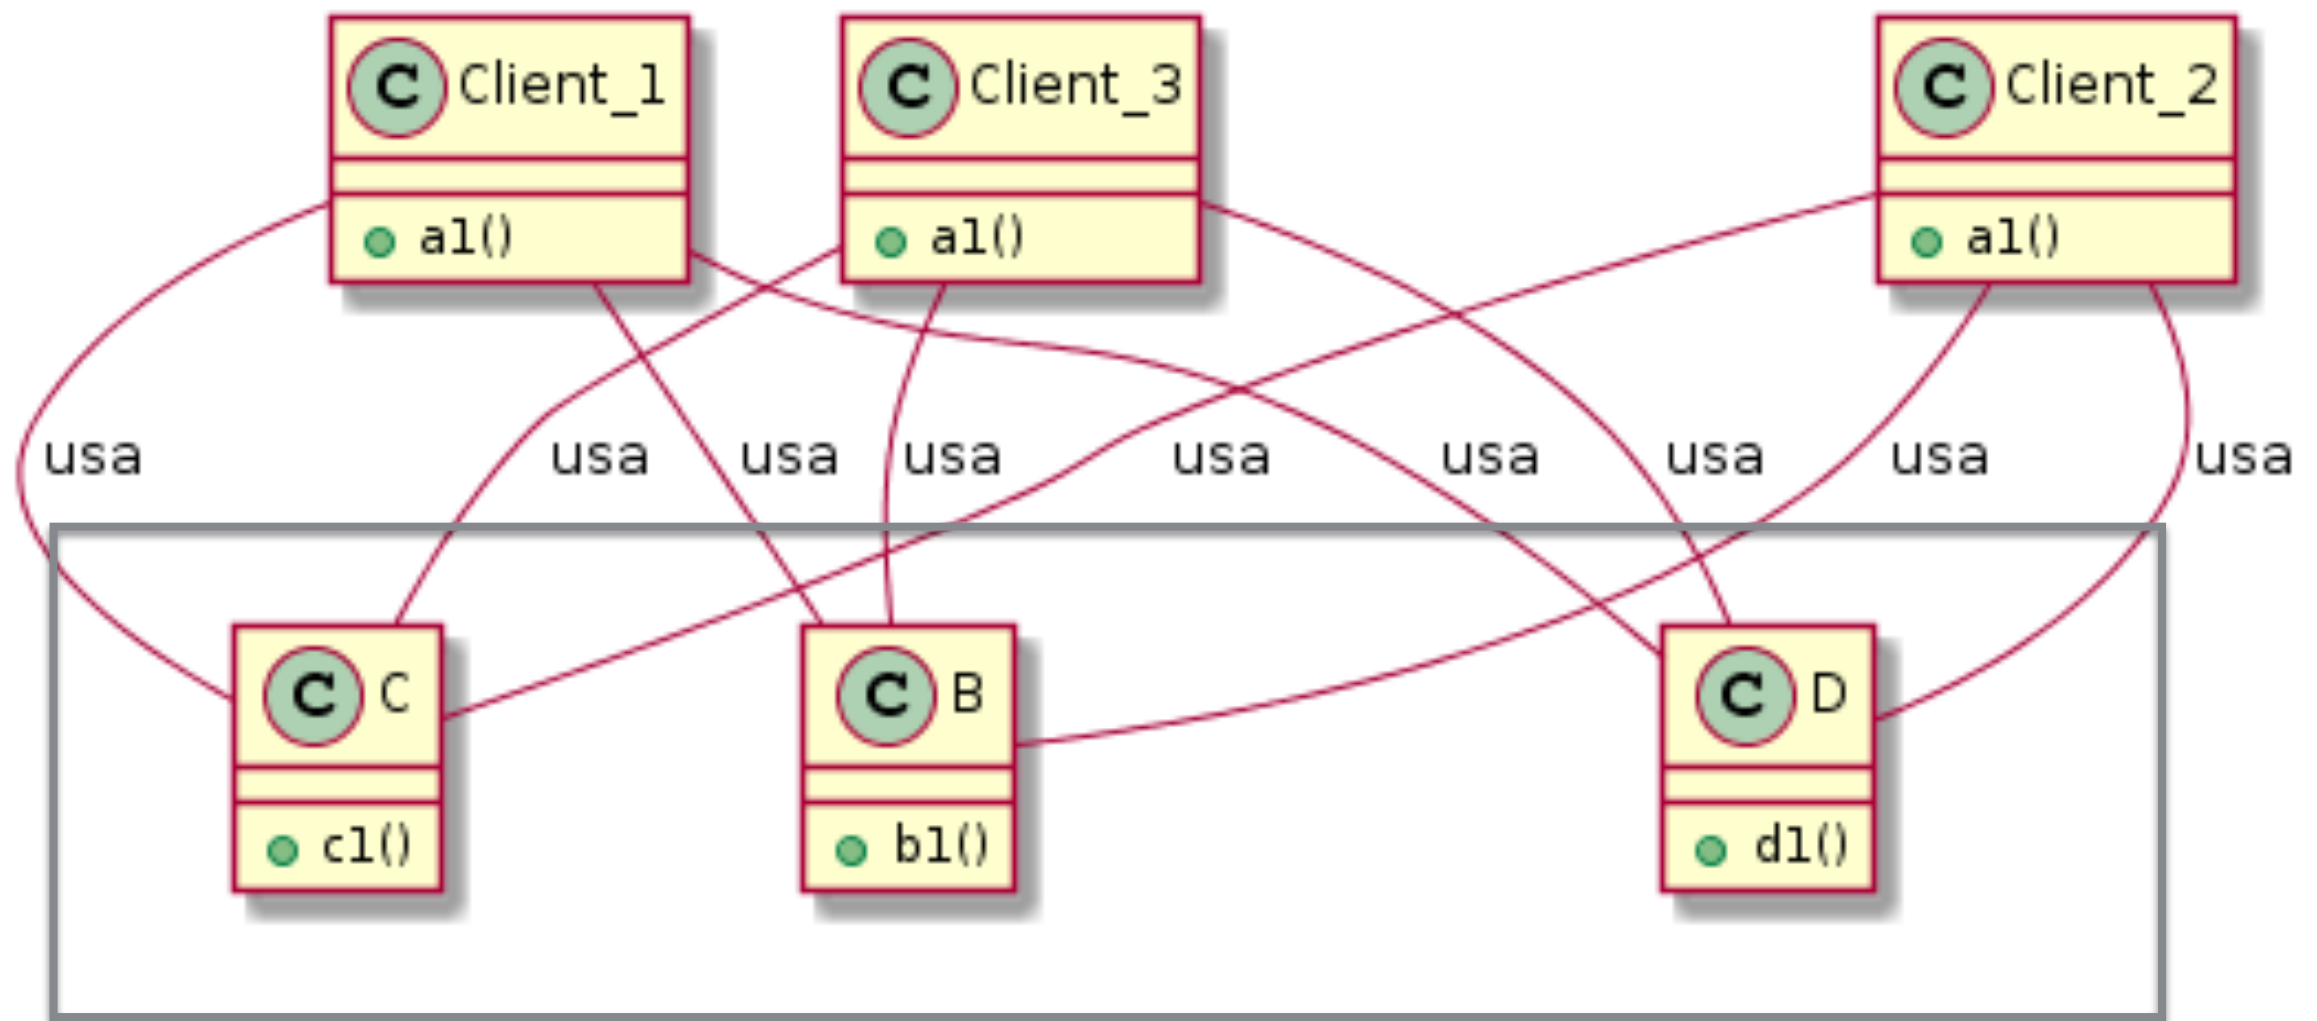 C Client_1
a1()
C Client_3
a1()
C Client_2
a1()
usa usa usa usa usa usa usa usa usa
C C
c1()
C B
b1()
C D
d1()